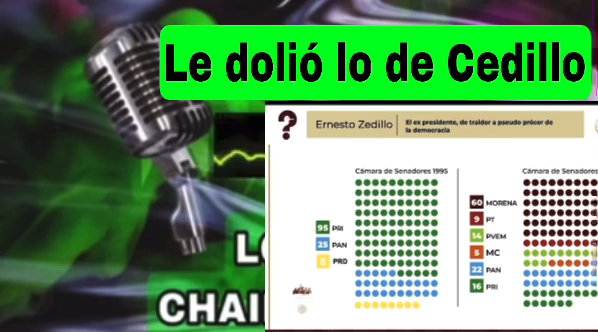 Le dolió lo de Cedillo
?
Ernesto Zedillo
El ex presidente, de traidor a pseudo prócer de
la democracia
Cámara de Senadores 1995
95 PRI
25 PAN
PRD
Cámara de Senadores
60 MORENA
9 PT
14 PVEM
5 MC
22 PAN
16 PRI
L
CHAI